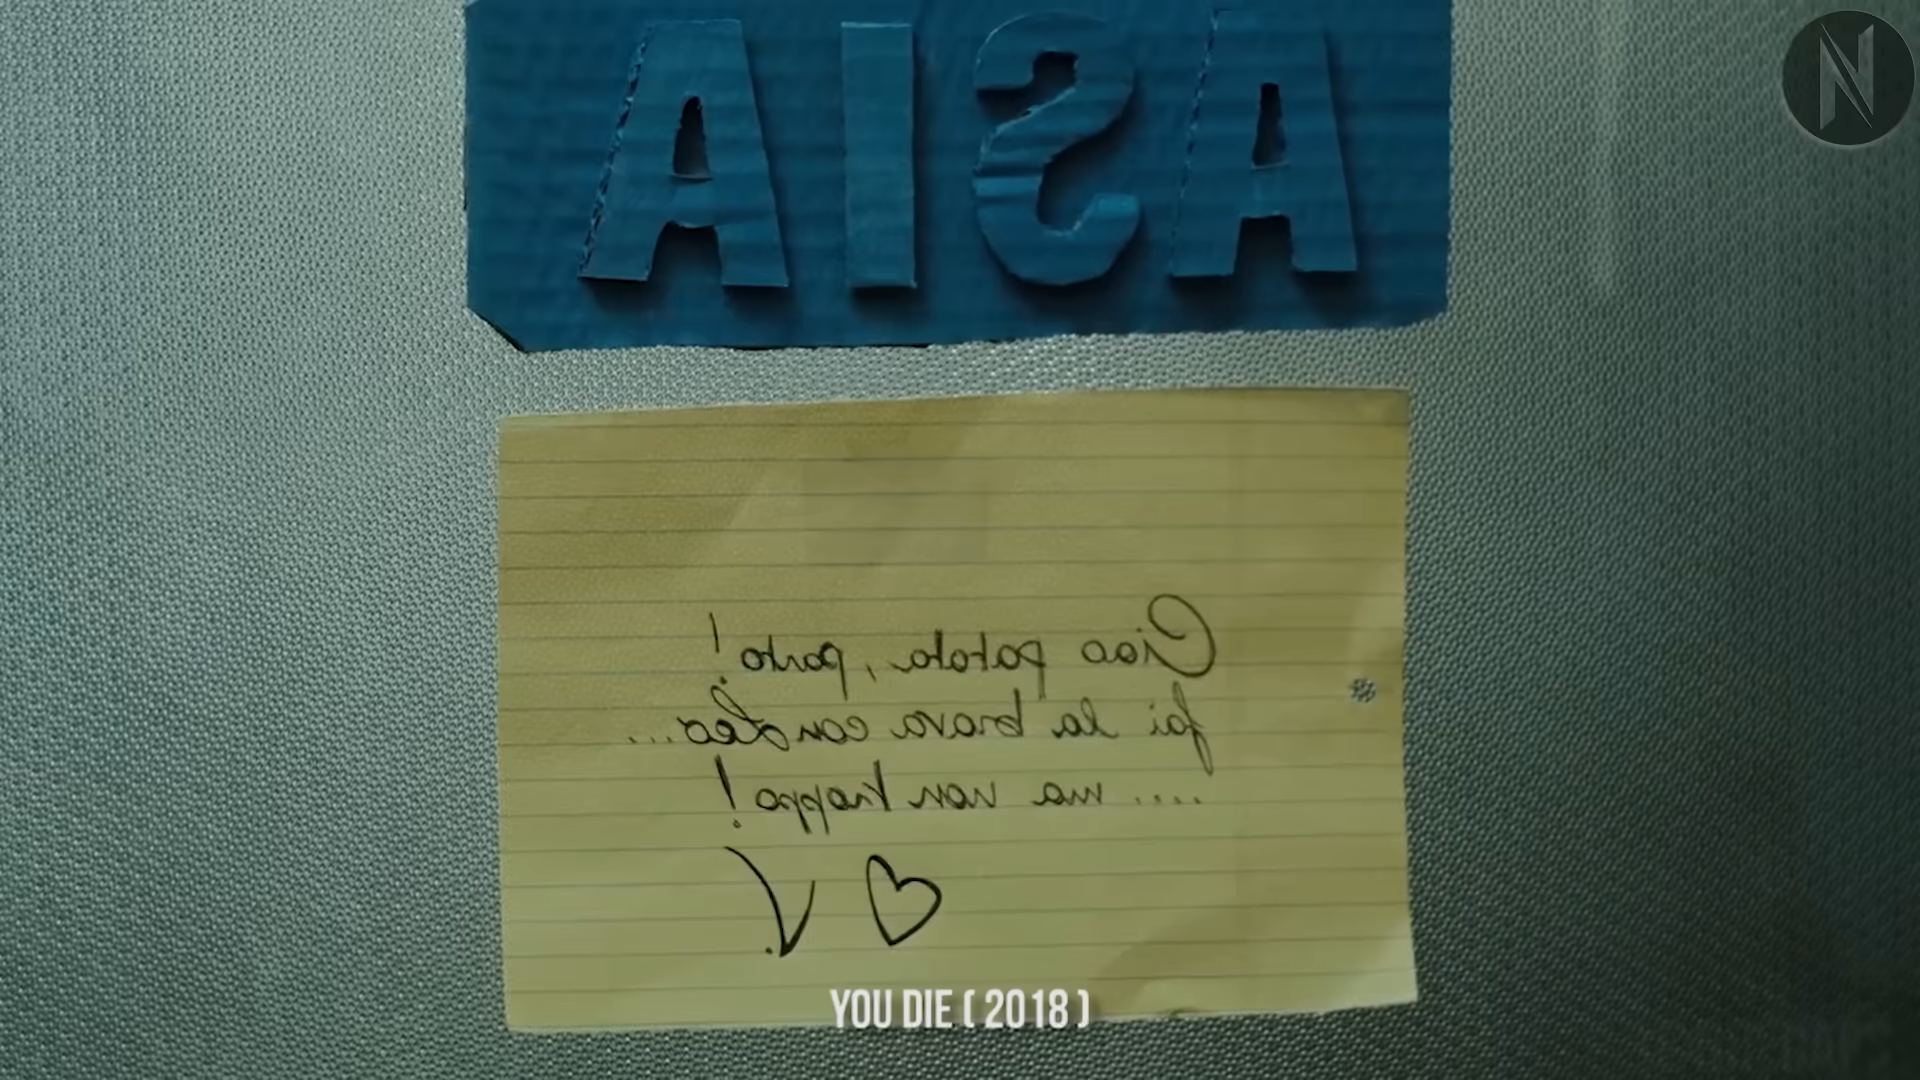 ASIA
Ciao patata, parto!
fai la brava con Leo...
.... ma non troppo!
♡ V.
YOU DIE ( 2018 )